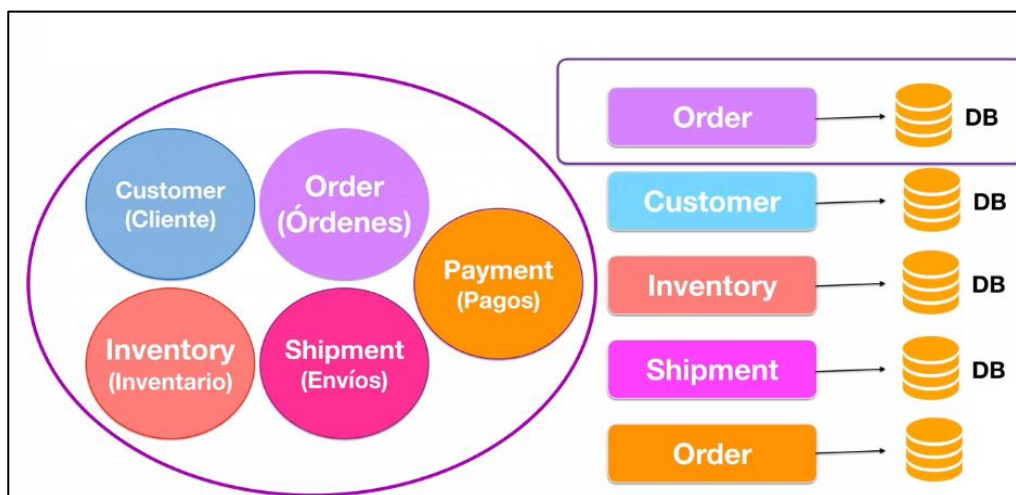 Customer
(Cliente)
Order
(Órdenes)
Payment
(Pagos)
Inventory
(Inventario)
Shipment
(Envíos)
Order
DB
Customer
DB
Inventory
DB
Shipment
DB
Order